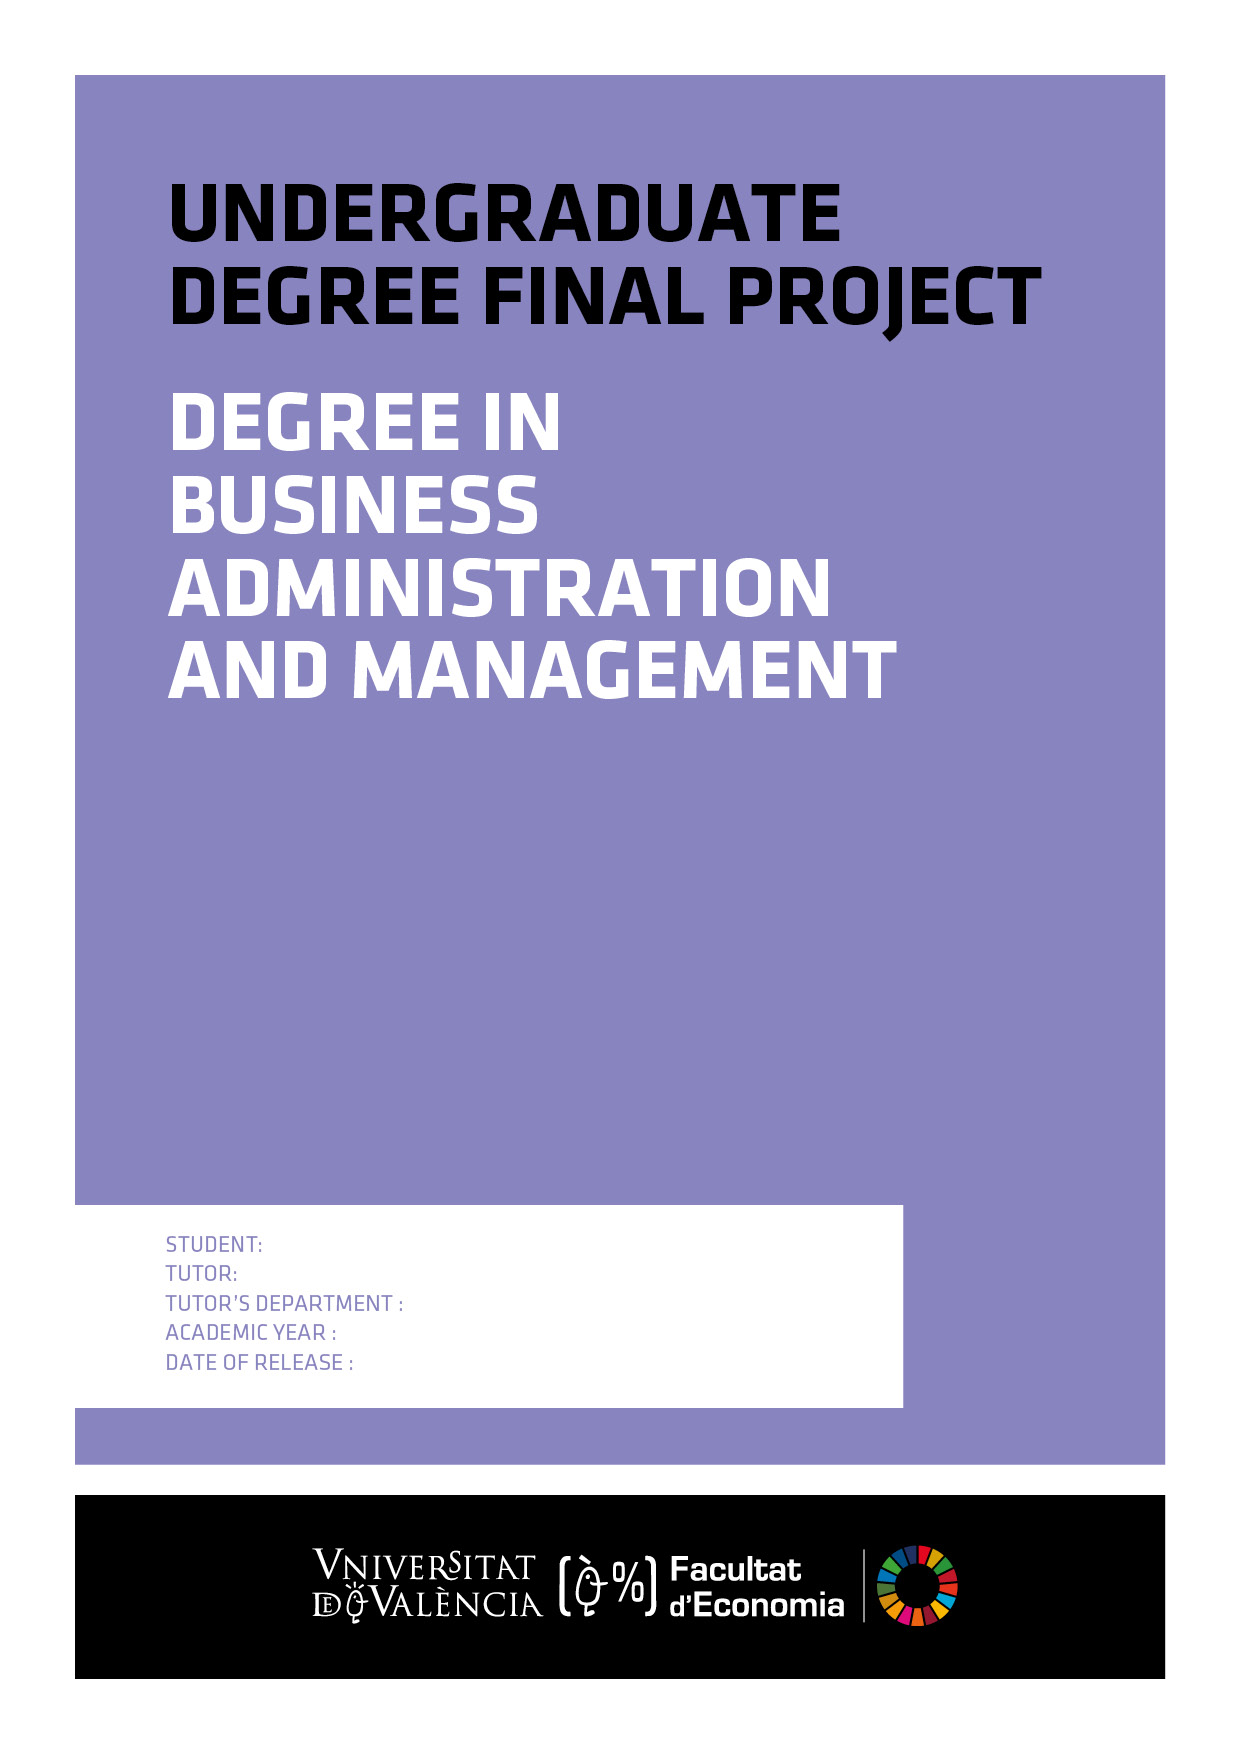 UNDERGRADUATE
DEGREE FINAL PROJECT
DEGREE IN
BUSINESS
ADMINISTRATION
AND MANAGEMENT
STUDENT:
TUTOR:
TUTOR'S DEPARTMENT :
ACADEMIC YEAR :
DATE OF RELEASE :
VNIVERSITAT
DE VALÈNCIA
[%]
Facultat
d'Economia